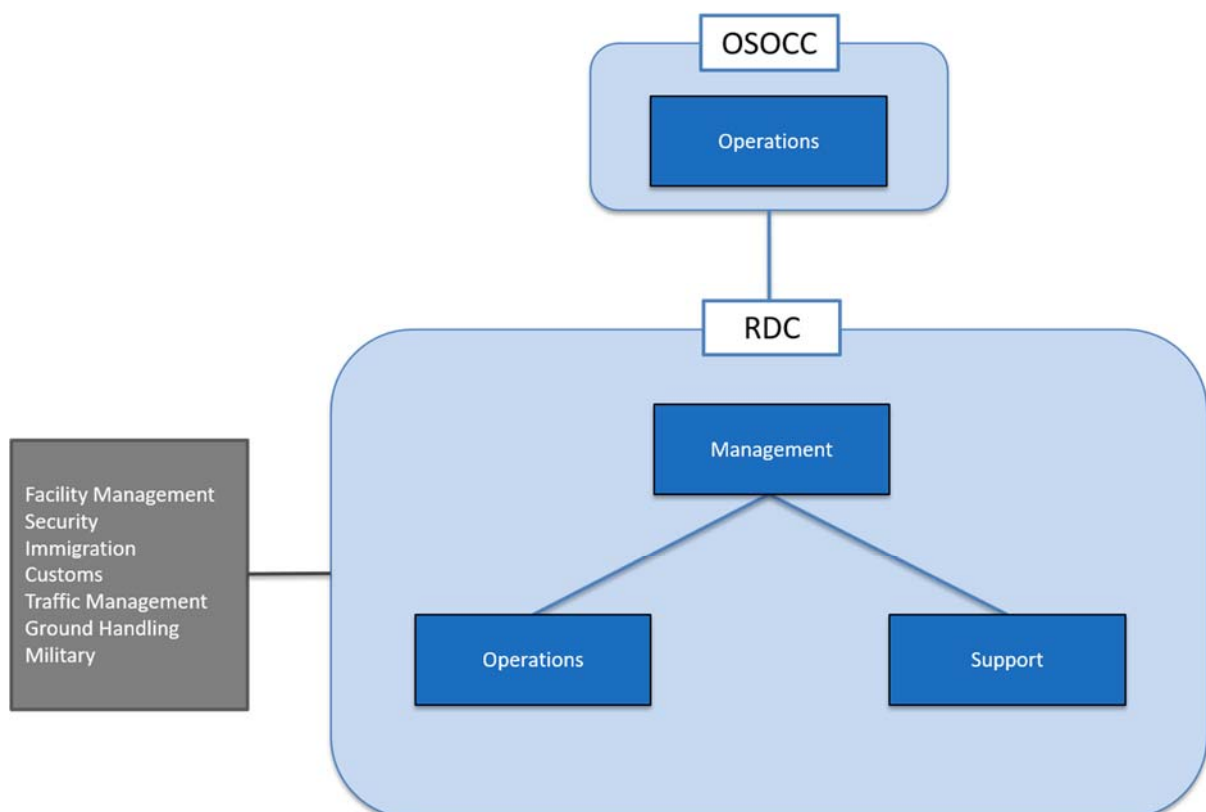 OSOCC
Operations
RDC
Management
Facility Management
Security
Immigration
Customs
Traffic Management
Ground Handling
Military
Operations
Support